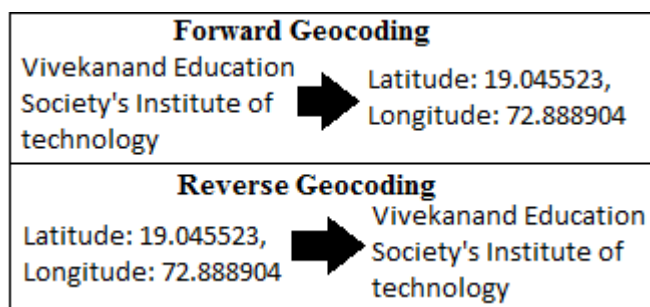 Forward Geocoding
Vivekanand Education
Society's Institute of
technology
Latitude: 19.045523,
Longitude: 72.888904
Reverse Geocoding
Latitude: 19.045523,
Longitude: 72.888904
Vivekanand Education
Society's Institute of
technology